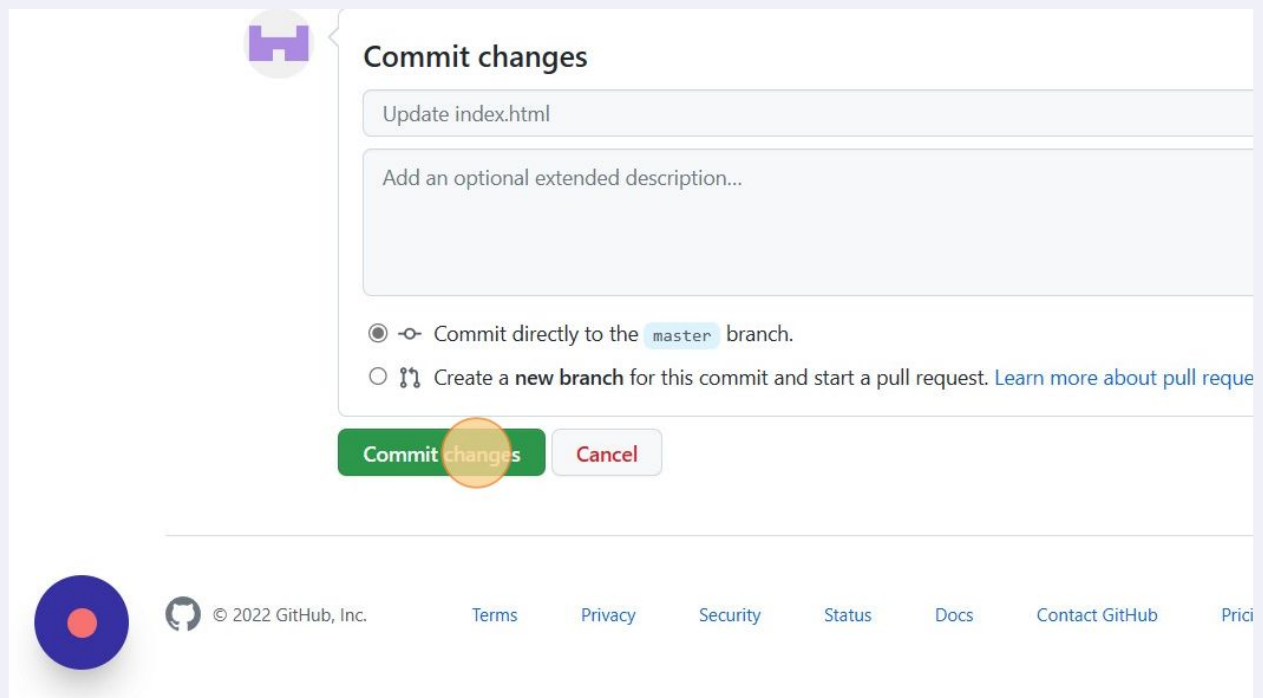 Commit changes
Update index.html
Add an optional extended description...
Commit directly to the master branch.
Create a new branch for this commit and start a pull request. Learn more about pull reque
Commit changes Cancel
© 2022 GitHub, Inc. Terms Privacy Security Status Docs Contact GitHub Prici